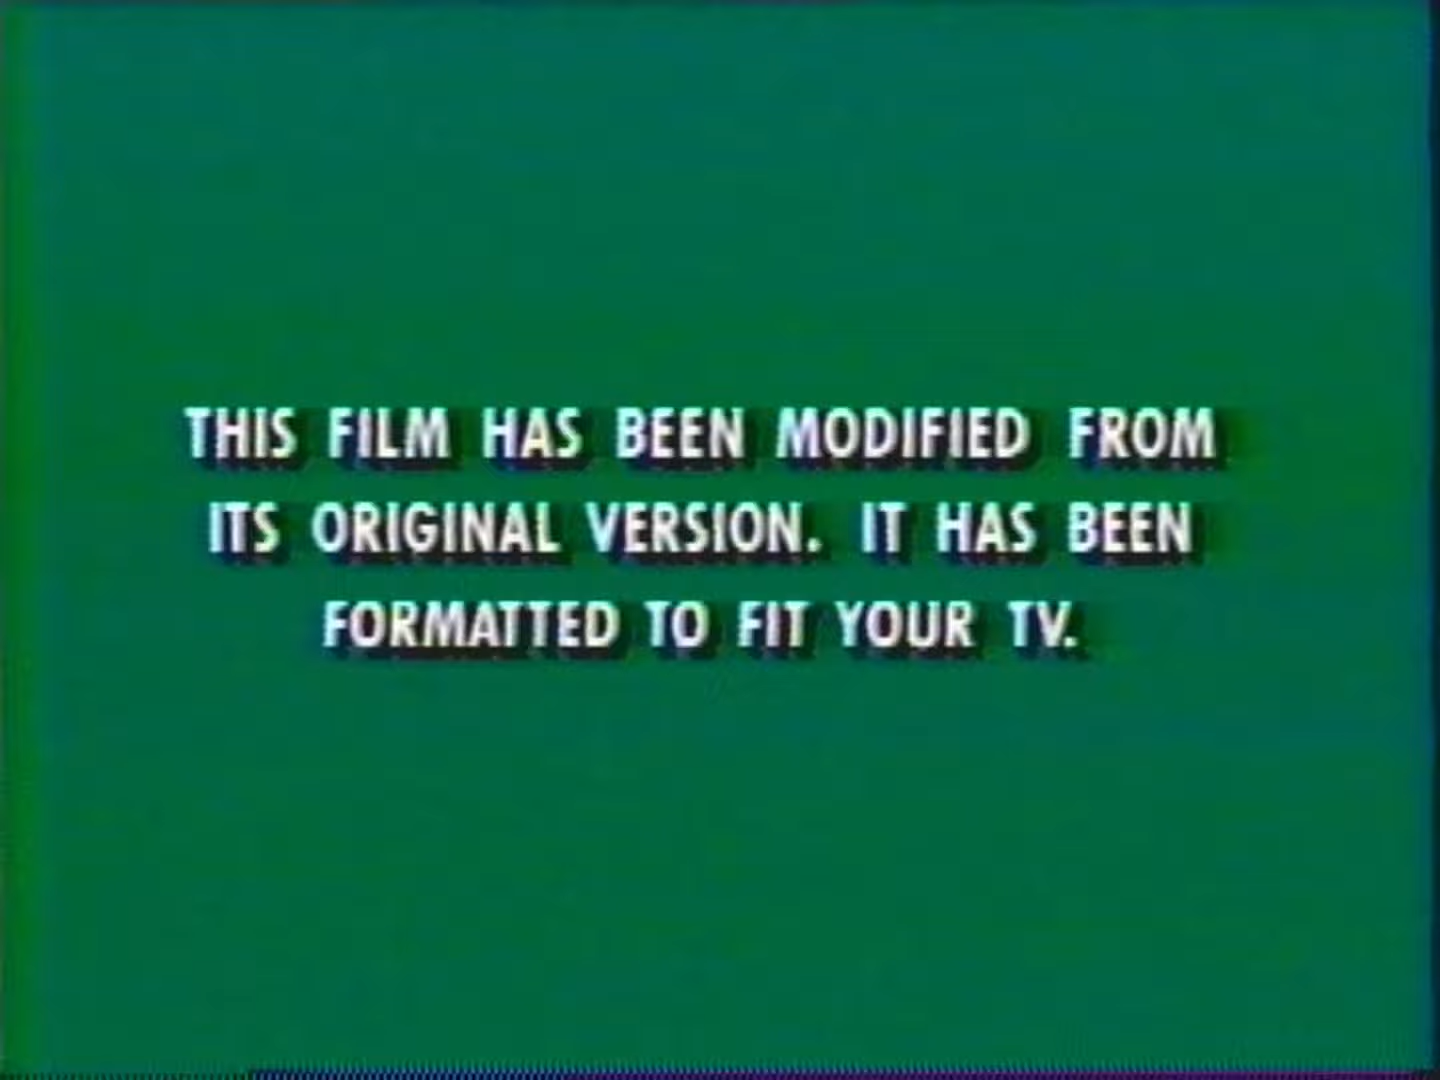 THIS FILM HAS BEEN MODIFIED FROM
ITS ORIGINAL VERSION. IT HAS BEEN
FORMATTED TO FIT YOUR TV.